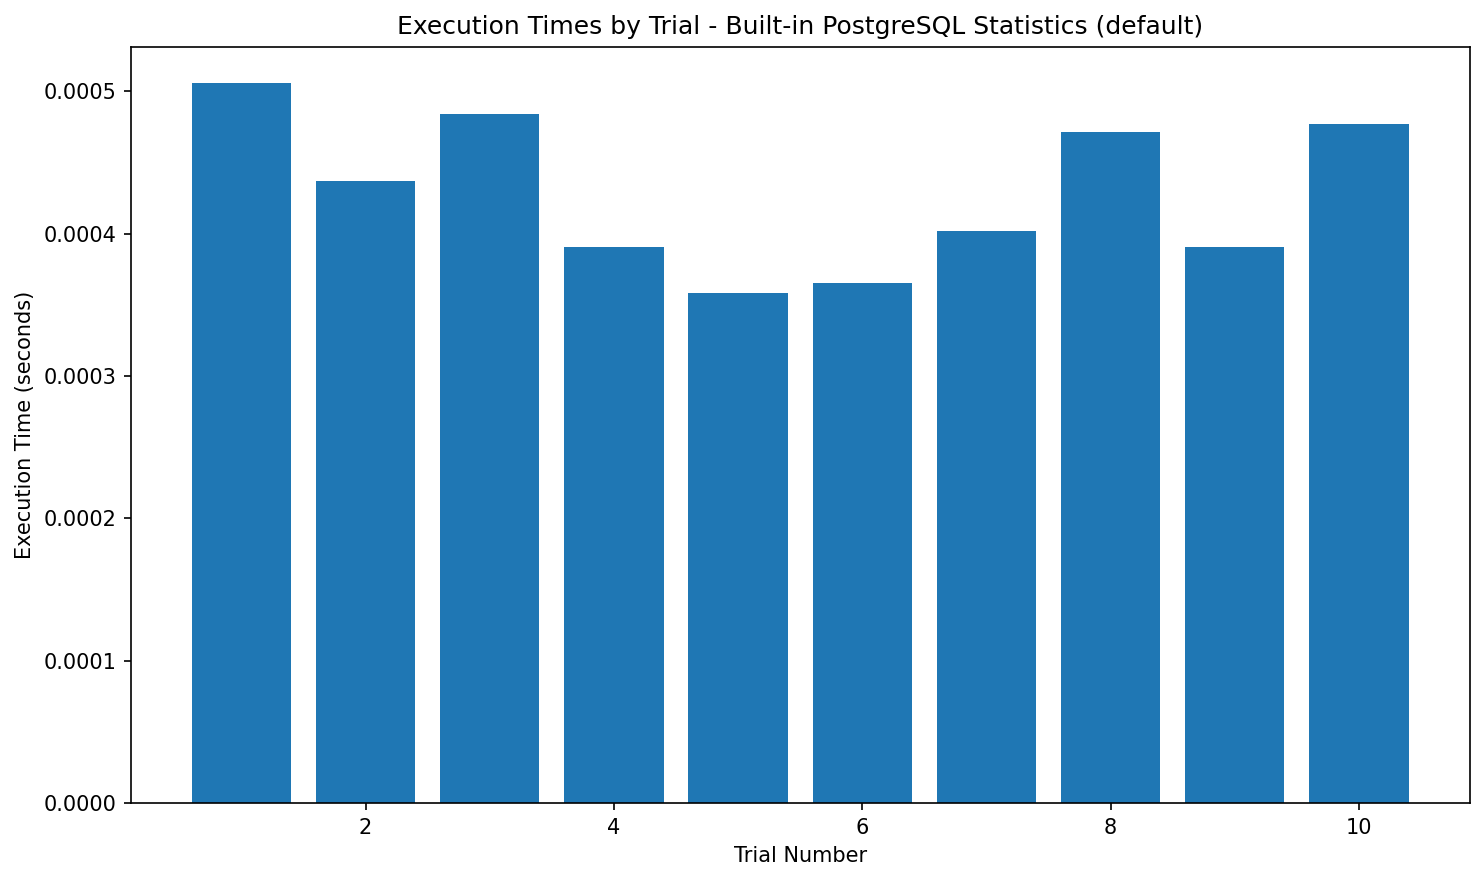 Execution Times by Trial - Built-in PostgreSQL Statistics (default)
Execution Time (seconds)
0.0005
0.0004
0.0003
0.0002
0.0001
0.0000
2 4 6 8 10
Trial Number